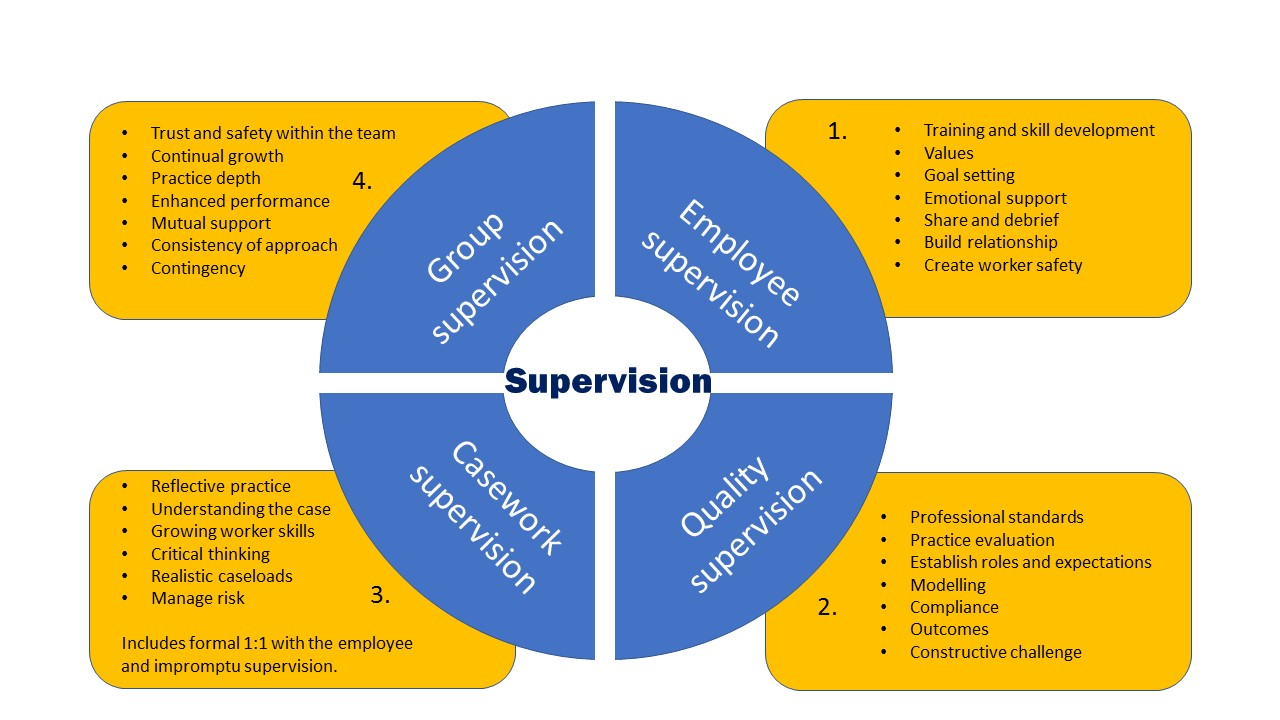 • Trust and safety within the team
• Continual growth
• Practice depth
• Enhanced performance
• Mutual support
• Consistency of approach
• Contingency
4.
Group
supervision
1.
• Training and skill development
• Values
• Goal setting
• Emotional support
• Share and debrief
• Build relationship
• Create worker safety
Employee
supervision
Supervision
• Reflective practice
• Understanding the case
• Growing worker skills
• Critical thinking
• Realistic caseloads
• Manage risk
Includes formal 1:1 with the employee
and impromptu supervision.
3.
Casework
supervision
Quality
supervision
2.
• Professional standards
• Practice evaluation
• Establish roles and expectations
• Modelling
• Compliance
• Outcomes
• Constructive challenge